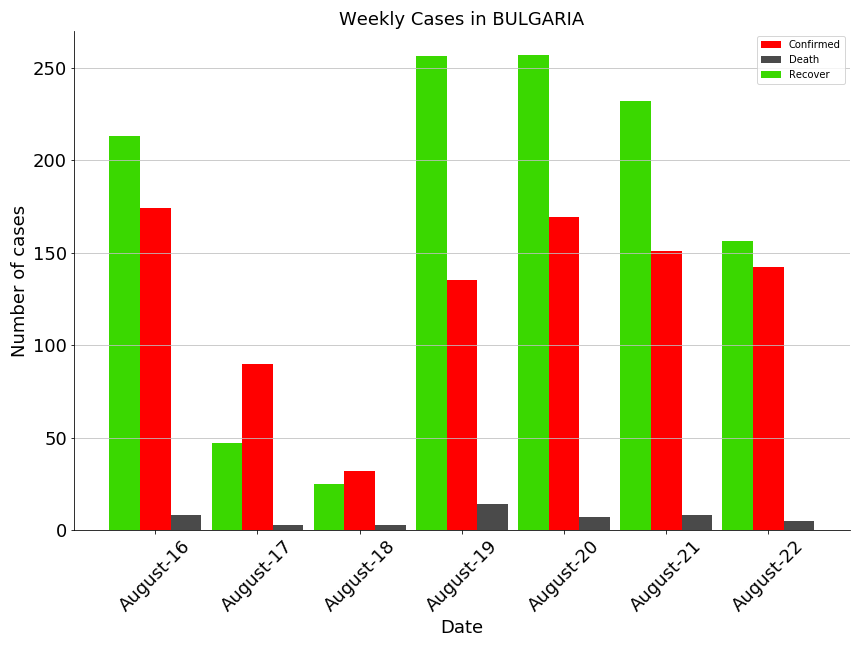 Weekly Cases in BULGARIA
Confirmed
Death
Recover
Number of cases
250
200
150
100
50
0
August-16
August-17
August-18
August-19
August-20
August-21
August-22
Date